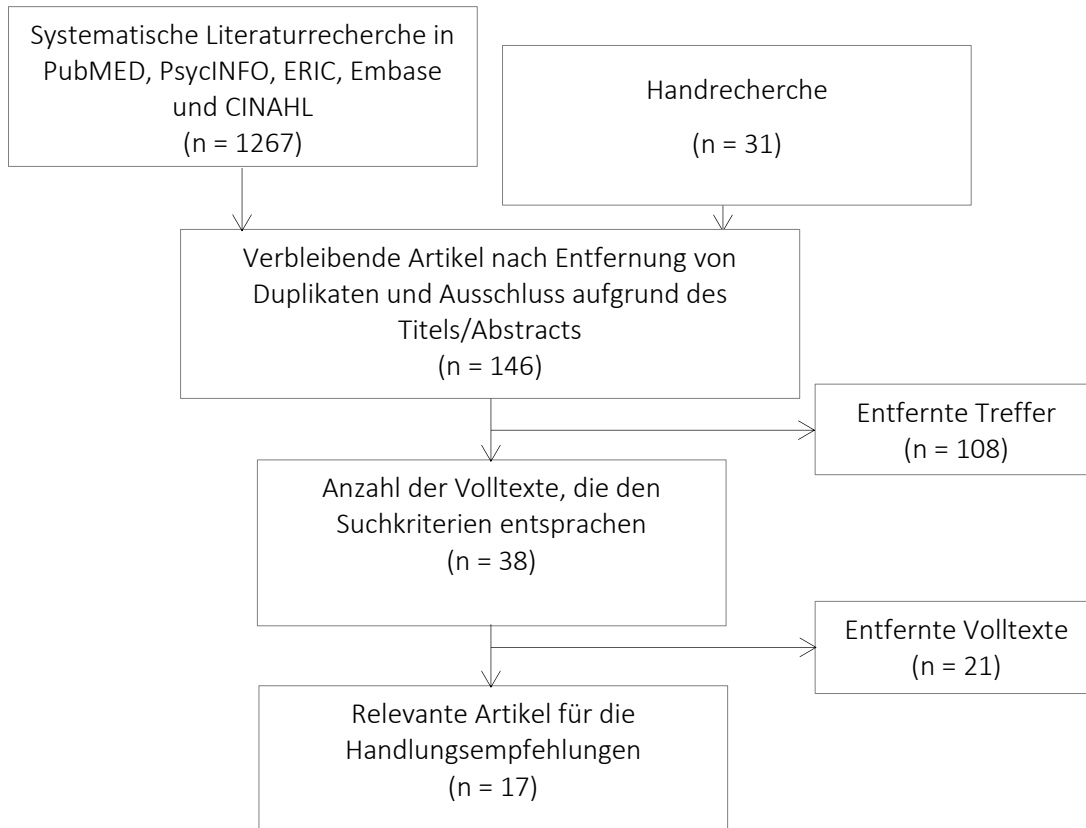 Systematische Literaturrecherche in
PubMED, PsycINFO, ERIC, Embase
und CINAHL
(n = 1267)
Handrecherche
(n = 31)
Verbleibende Artikel nach Entfernung von
Duplikaten und Ausschluss aufgrund des
Titels/Abstracts
(n = 146)
Entfernte Treffer
(n = 108)
Anzahl der Volltexte, die den
Suchkriterien entsprachen
(n = 38)
Entfernte Volltexte
(n = 21)
Relevante Artikel für die
Handlungsempfehlungen
(n = 17)